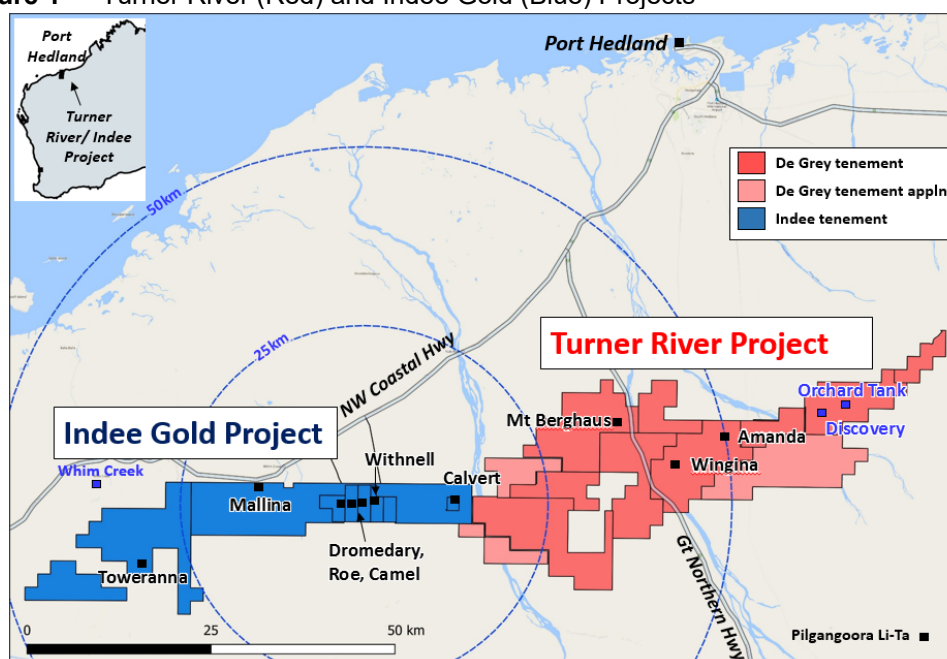 Turner River (Red) and Indee Gold (Blue) Projects
Port
Hedland
Turner
River/ Indee
Project
Port Hedland
De Grey tenement
De Grey tenement appln
Indee tenement
50km
25km
NW Coastal Hwy
Turner River Project
Orchard Tank
Discovery
Mt Berghaus
Amanda
Wingina
Indee Gold Project
Whim Creek
Withnell
Calvert
Mallina
Dromedary,
Roe, Camel
Toweranna
Gt Northern Hwy
Pilgangoora Li-Ta
0
25
50 km